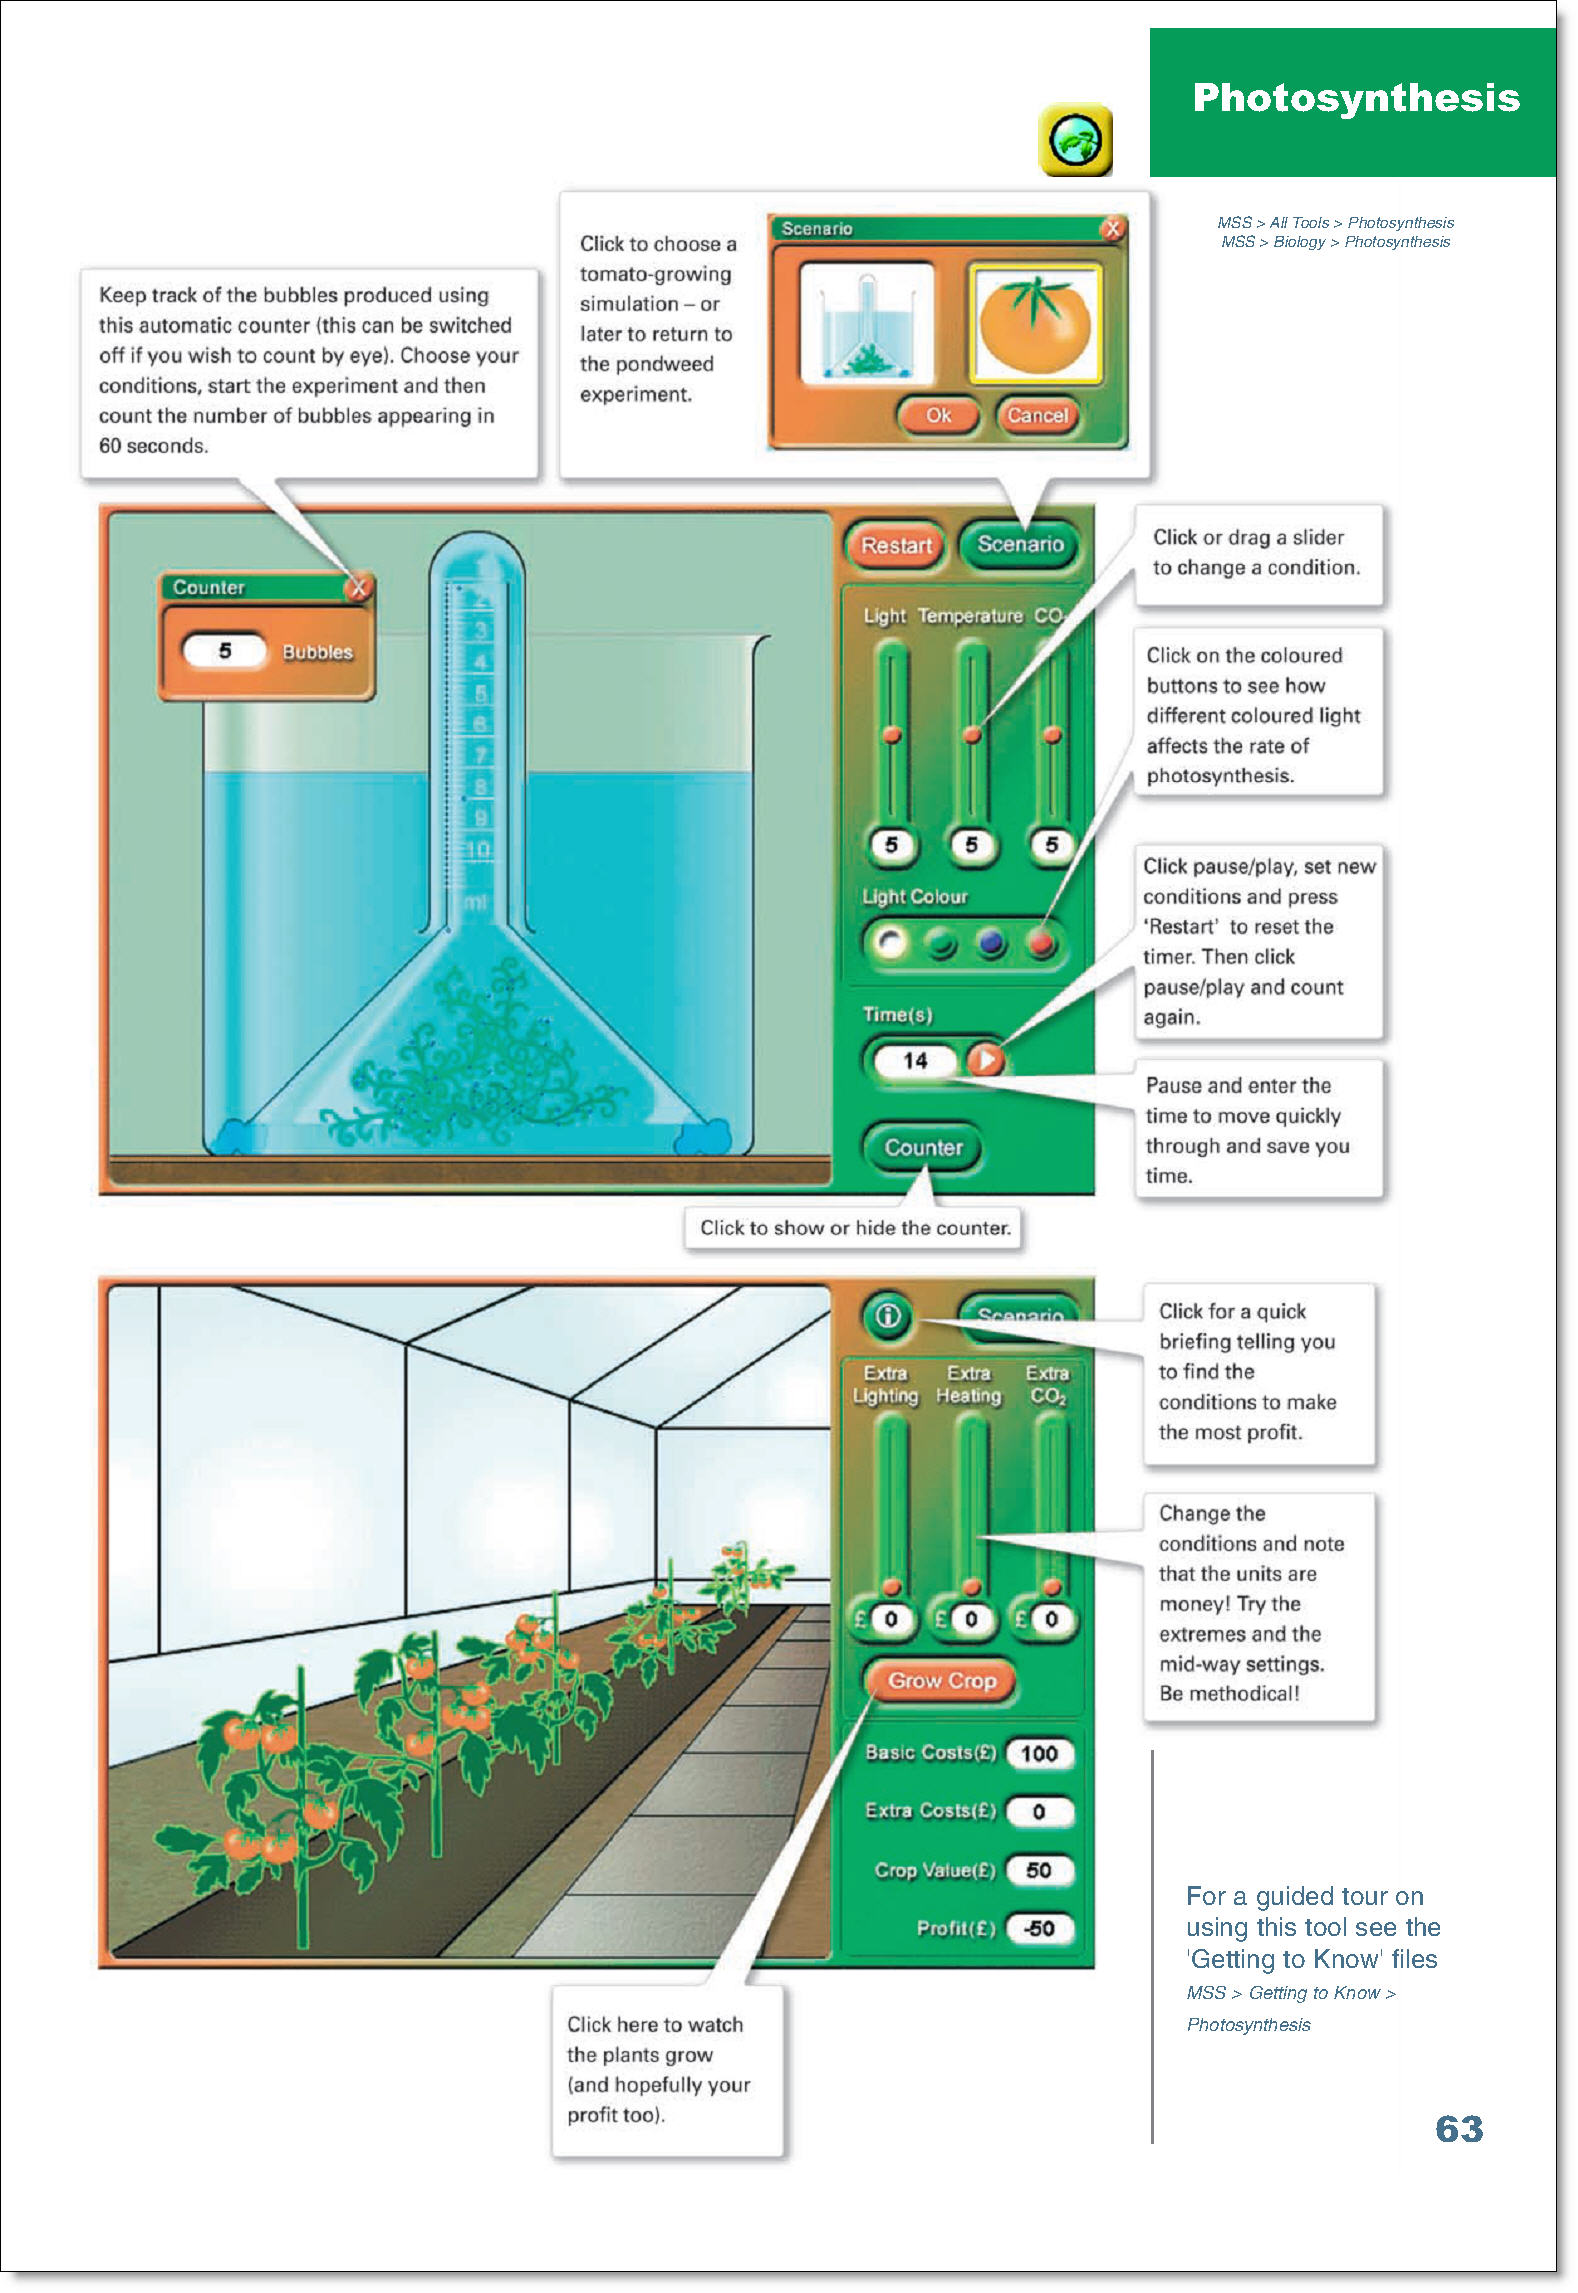 Photosynthesis
MSS > All Tools > Photosynthesis
MSS > Biology > Photosynthesis
Click to choose a
tomato-growing
simulation – or
later to return to
the pondweed
experiment.
Scenario
X
Ok
Cancel
Keep track of the bubbles produced using
this automatic counter (this can be switched
off if you wish to count by eye). Choose your
conditions, start the experiment and then
count the number of bubbles appearing in
60 seconds.
Restart
Scenario
Click or drag a slider
to change a condition.
Counter
X
5 Bubbles
2
3
4
5
6
7
8
9
10
ml
Light Temperature CO
5 5 5
Click on the coloured
buttons to see how
different coloured light
affects the rate of
photosynthesis.
Light Colour
Click pause/play, set new
conditions and press
‘Restart’ to reset the
timer. Then click
pause/play and count
again.
Time(s)
14
Pause and enter the
time to move quickly
through and save you
time.
Counter
Click to show or hide the counter.
i
Scenario
Click for a quick
briefing telling you
to find the
conditions to make
the most profit.
Extra Extra Extra
Lighting Heating CO₂
£ 0 £ 0 £ 0
Change the
conditions and note
that the units are
money! Try the
extremes and the
mid-way settings.
Be methodical!
Grow Crop
Basic Costs(£) 100
Extra Costs(£) 0
Crop Value(£) 50
Profit(£) -50
Click here to watch
the plants grow
(and hopefully your
profit too).
For a guided tour on
using this tool see the
'Getting to Know' files
MSS > Getting to Know >
Photosynthesis
63